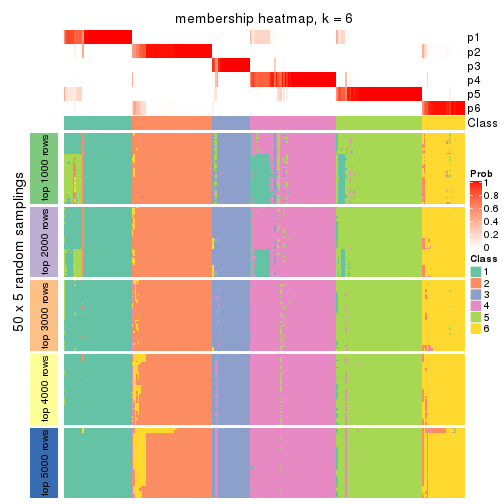 membership heatmap, k = 6
p1
p2
p3
p4
p5
p6
Class
50 x 5 random samplings
top 1000 rows
top 2000 rows
top 3000 rows
top 4000 rows
top 5000 rows
Prob
1
0.8
0.6
0.4
0.2
0
Class
1
2
3
4
5
6